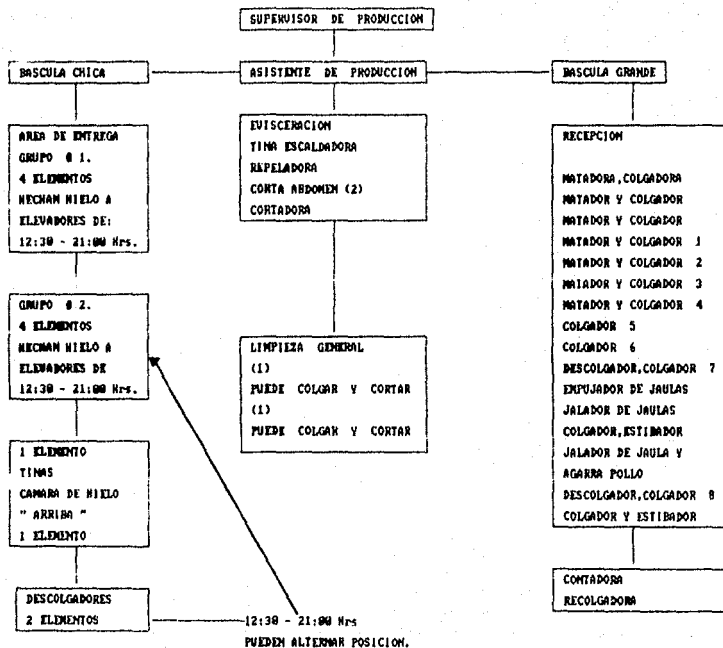 SUPERVISOR DE PRODUCCION
BASCULA CHICA
ASISTENTE DE PRODUCCION
BASCULA GRANDE
AREA DE ENTREGA
GRUPO # 1.
4 ELEMENTOS
HECHAN HIELO A
ELEVADORES DE:
12:30 - 21:00 Hrs.
GRUPO # 2.
4 ELEMENTOS
HECHAN HIELO A
ELEVADORES DE
12:30 - 21:00 Hrs.
1 ELEMENTO
TINAS
CAMARA DE HIELO
" ARRIBA "
1 ELEMENTO
DESCOLGADORES
2 ELEMENTOS
EVISCERACION
TINA ESCALDADORA
REPELADORA
CORTA ABDOMEN (2)
CORTADORA
LIMPIEZA GENERAL
(1)
PUEDE COLGAR Y CORTAR
(1)
PUEDE COLGAR Y CORTAR
12:30 - 21:00 Hrs
PUEDEN ALTERNAR POSICION.
RECEPCION
MATADORA,COLGADORA
MATADOR Y COLGADOR
MATADOR Y COLGADOR
MATADOR Y COLGADOR 1
MATADOR Y COLGADOR 2
MATADOR Y COLGADOR 3
MATADOR Y COLGADOR 4
COLGADOR 5
COLGADOR 6
DESCOLGADOR,COLGADOR 7
EMPUJADOR DE JAULAS
JALADOR DE JAULAS
COLGADOR,ESTIBADOR
JALADOR DE JAULA Y
AGARRA POLLO
DESCOLGADOR,COLGADOR 8
COLGADOR Y ESTIBADOR
CONTADORA
RECOLGADORA